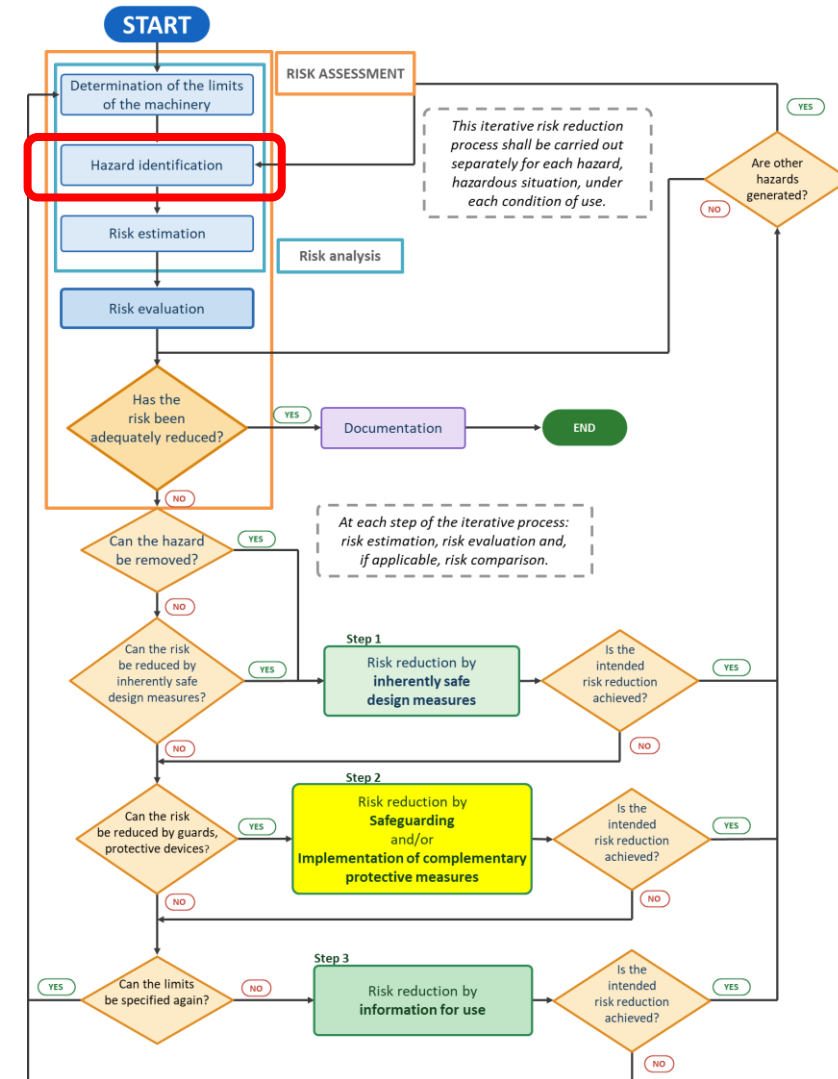 START
RISK ASSESSMENT
Determination of the limits
of the machinery
YES
This iterative risk reduction
process shall be carried out
separately for each hazard,
hazardous situation, under
each condition of use.
Hazard identification
Are other
hazards
generated?
NO
Risk estimation
Risk analysis
Risk evaluation
Has the
risk been
adequately reduced?
YES
Documentation
END
NO
At each step of the iterative process:
risk estimation, risk evaluation and,
if applicable, risk comparison.
Can the hazard
be removed?
YES
NO
Step 1
Can the risk
be reduced by
inherently safe
design measures?
YES
Risk reduction by
inherently safe
design measures
Is the
intended
risk reduction
achieved?
YES
NO
NO
Step 2
Can the risk
be reduced by guards,
protective devices?
YES
Risk reduction by
Safeguarding
and/or
Implementation of complementary
protective measures
Is the
intended
risk reduction
achieved?
YES
NO
NO
Step 3
YES
Can the limits
be specified again?
NO
Risk reduction by
information for use
Is the
intended
risk reduction
achieved?
YES
NO